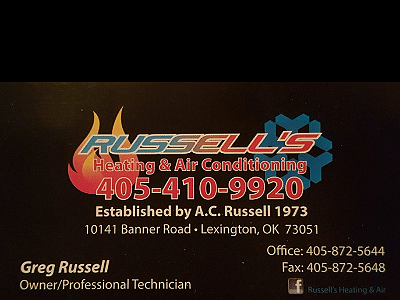 RUSSELL'S
Heating & Air Conditioning
405-410-9920
Established by A.C. Russell 1973
10141 Banner Road • Lexington, OK 73051
Office: 405-872-5644
Greg Russell Fax: 405-872-5648
Owner/Professional Technician f Russell's Heating & Air